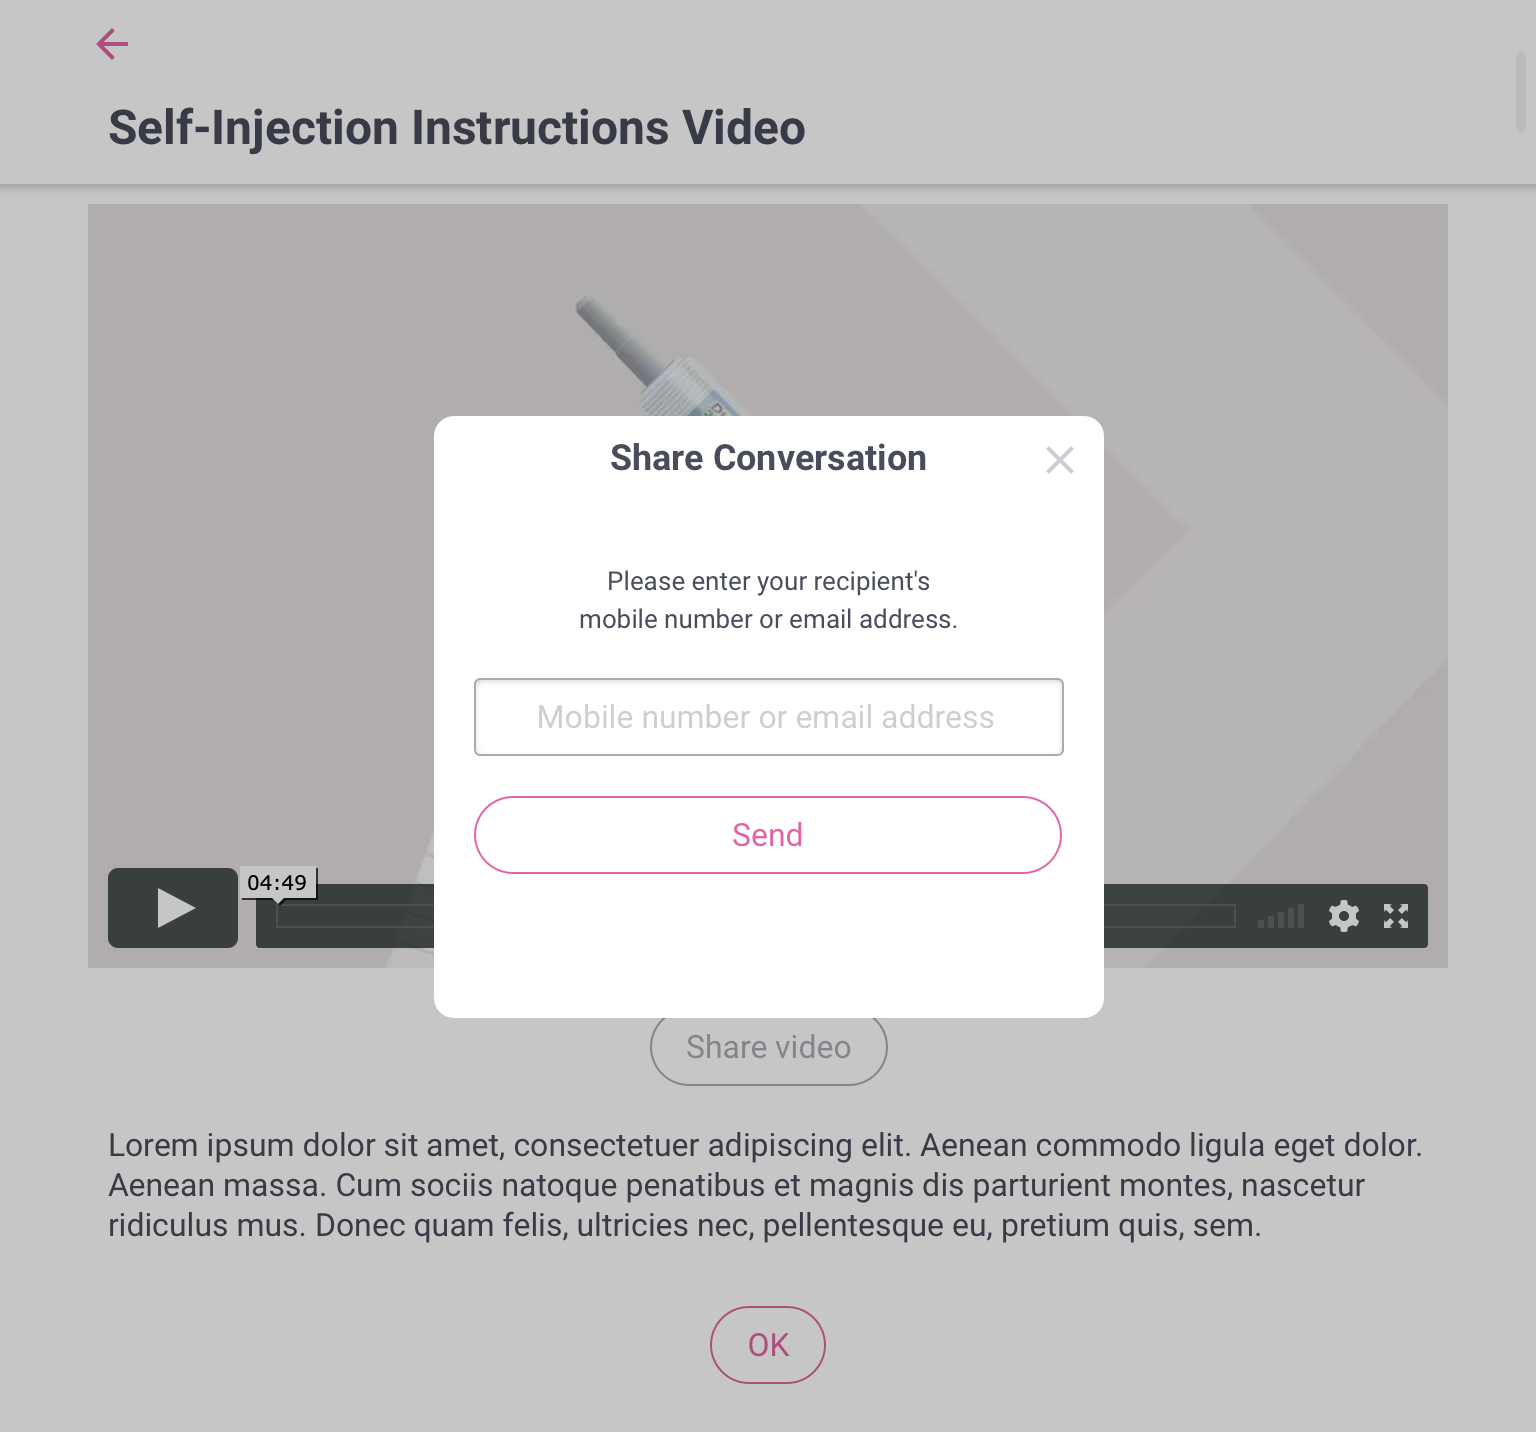 Self-Injection Instructions Video
Share Conversation
Please enter your recipient's
mobile number or email address.
Mobile number or email address
Send
04:49
Share video
Lorem ipsum dolor sit amet, consectetuer adipiscing elit. Aenean commodo ligula eget dolor.
Aenean massa. Cum sociis natoque penatibus et magnis dis parturient montes, nascetur
ridiculus mus. Donec quam felis, ultricies nec, pellentesque eu, pretium quis, sem.
OK